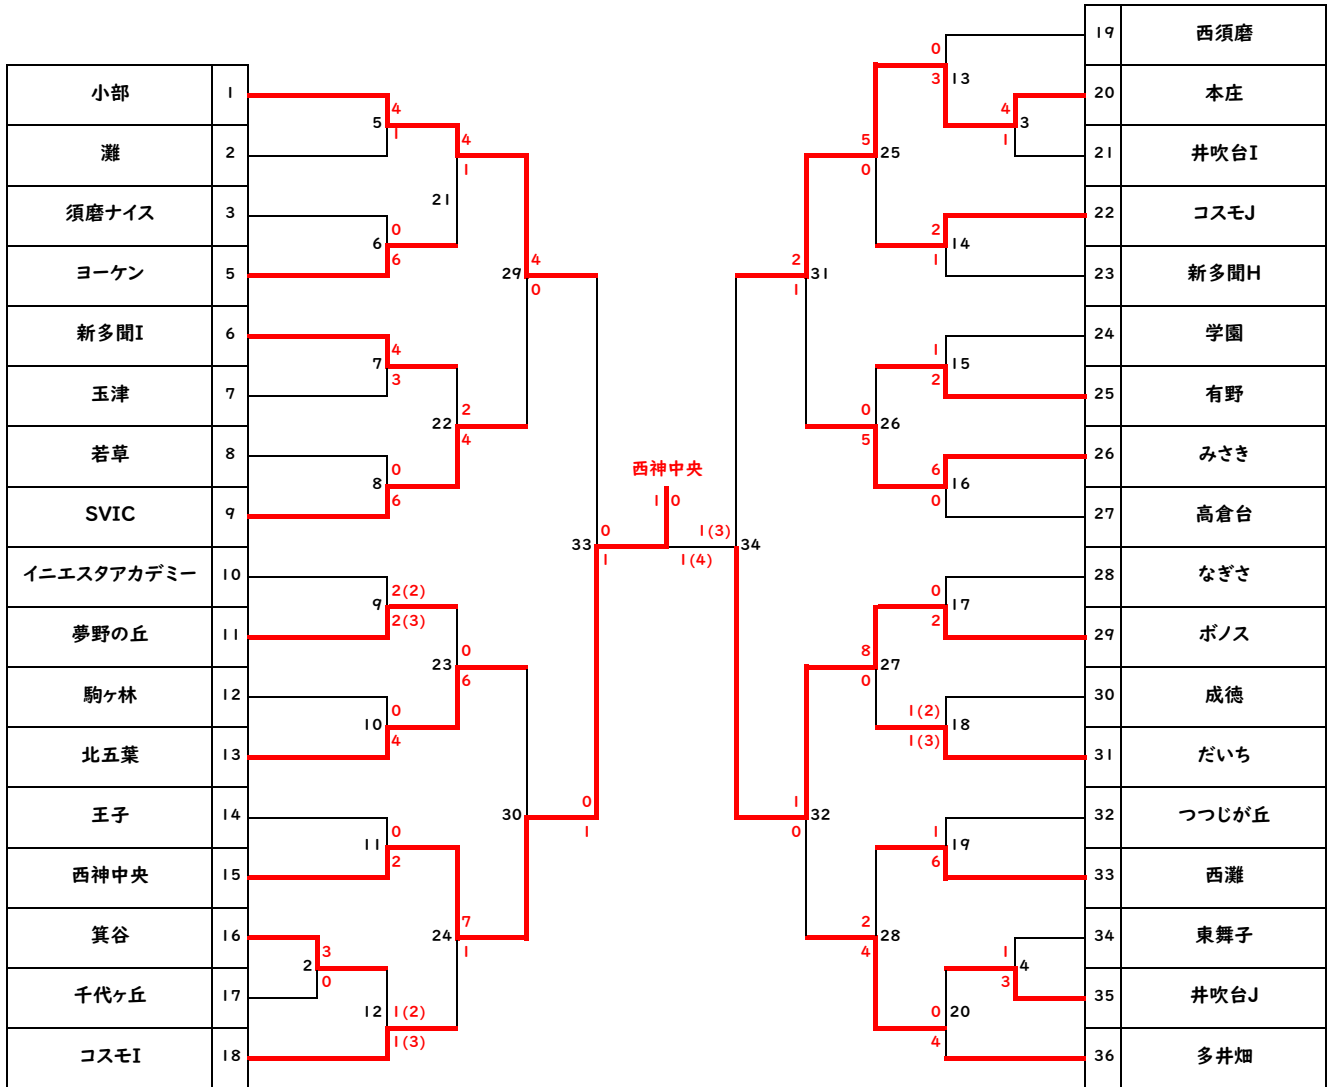 小部 1
灘 2
須磨ナイス 3
ヨーケン 5
新多聞I 6
玉津 7
若草 8
SVIC 9
イニエスタアカデミー 10
夢野の丘 11
駒ヶ林 12
北五葉 13
王子 14
西神中央 15
箕谷 16
千代ヶ丘 17
コスモI 18
5 4
1
6 0
6
7 4
3
8 0
6
9 2(2)
2(3)
10 0
4
11 0
2
2 3
0
12 1(2)
1(3)
21 4
1
22 2
4
23 0
6
24 7
1
29 4
0
30 0
1
33 0
1
西神中央
1 0
1(3) 34
1(4)
2 31
1
1 32
0
5 25
0
0 26
5
8 27
0
2 28
4
0 13
3
4 3
1
2 14
1
1 15
2
6 16
0
0 17
2
1(2) 18
1(3)
1 19
6
1 4
3
0 20
4
19 西須磨
20 本庄
21 井吹台I
22 コスモJ
23 新多聞H
24 学園
25 有野
26 みさき
27 高倉台
28 なぎさ
29 ボノス
30 成徳
31 だいち
32 つつじが丘
33 西灘
34 東舞子
35 井吹台J
36 多井畑